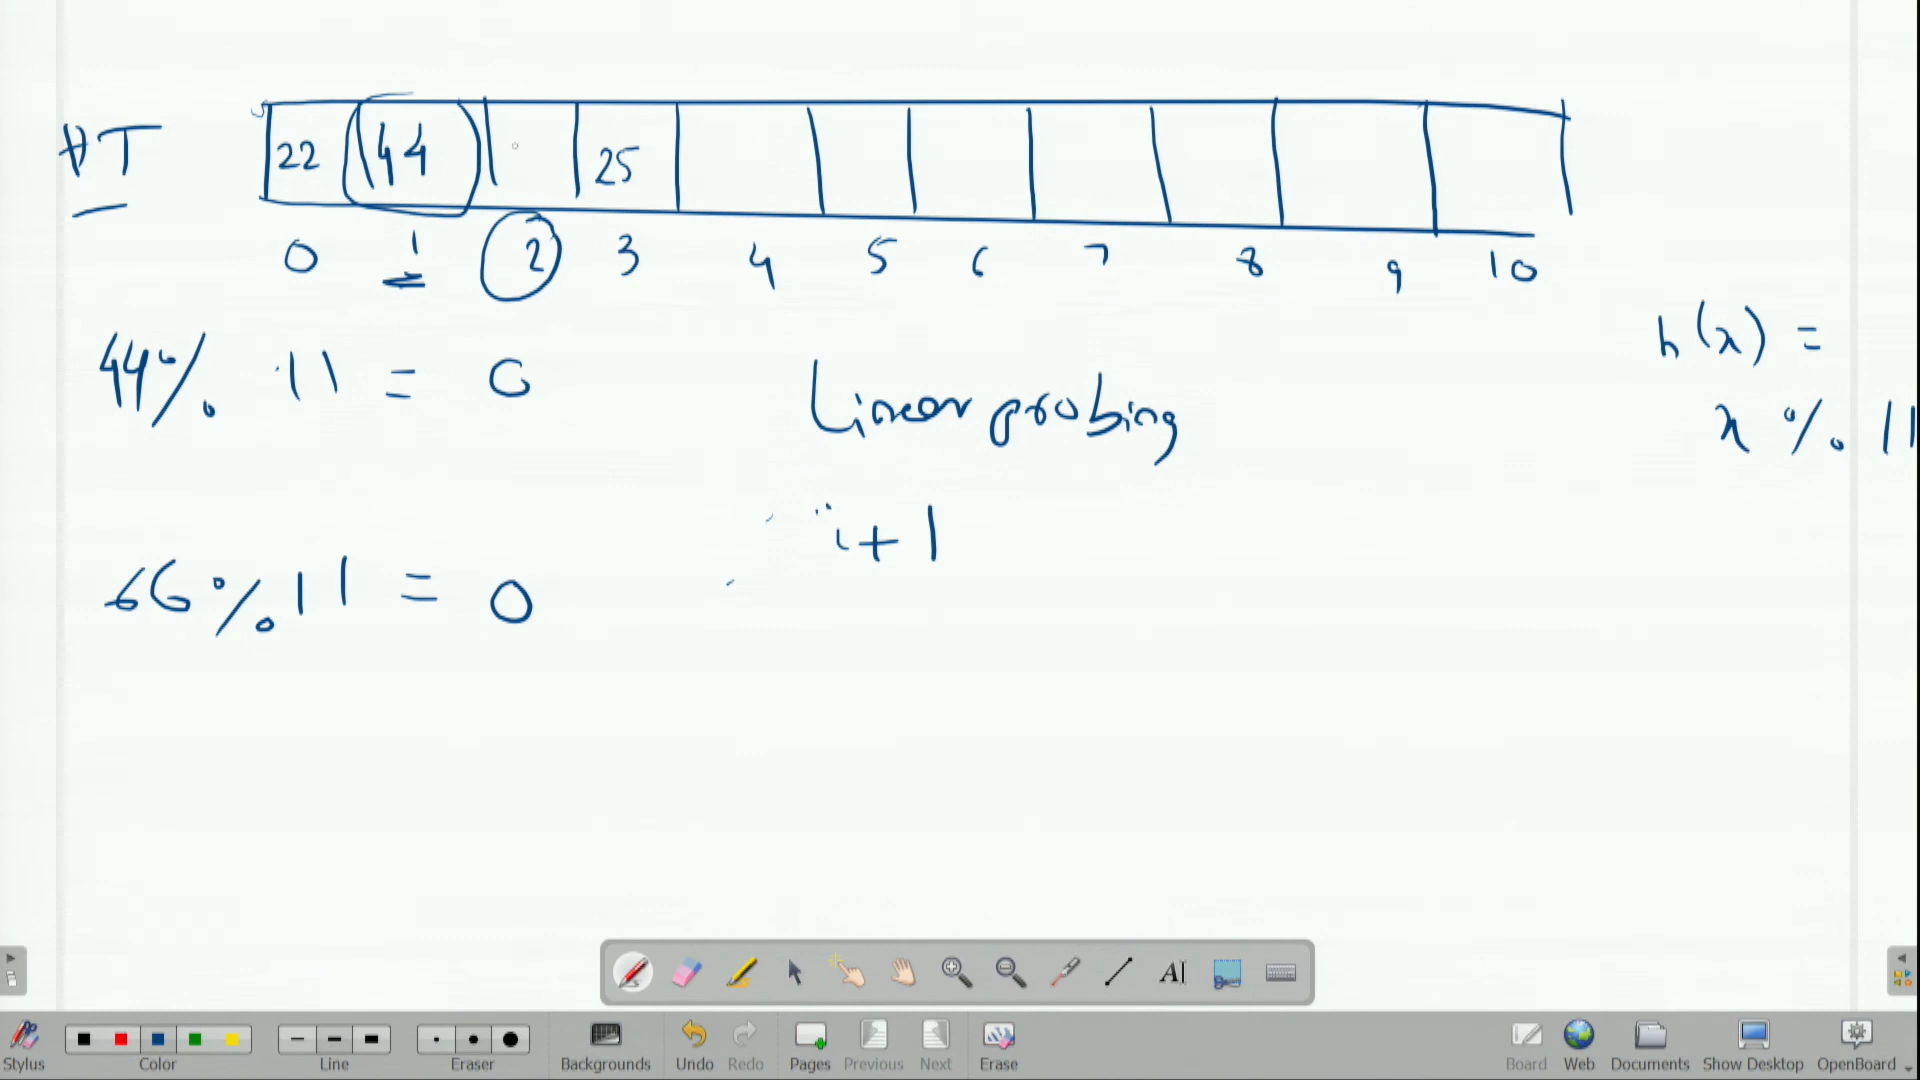 HT 22 44 25
0 1 2 3 4 5 6 7 8 9 10
h(x) =
44 % 11 = 0 Linear probing x % 11
i+1
66 % 11 = 0
Stylus Color Line Eraser Backgrounds Undo Redo Pages Previous Next Erase Board Web Documents Show Desktop OpenBoard